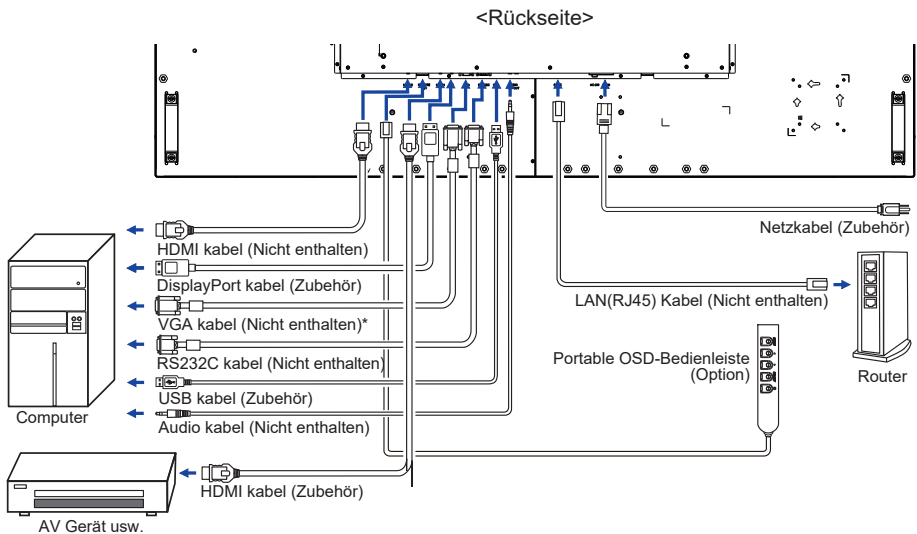 <Rückseite>
Netzkabel (Zubehör)
HDMI kabel (Nicht enthalten)
DisplayPort kabel (Zubehör)
LAN(RJ45) Kabel (Nicht enthalten)
VGA kabel (Nicht enthalten)*
RS232C kabel (Nicht enthalten)
Portable OSD-Bedienleiste
(Option)
Router
USB kabel (Zubehör)
Computer
Audio kabel (Nicht enthalten)
HDMI kabel (Zubehör)
AV Gerät usw.